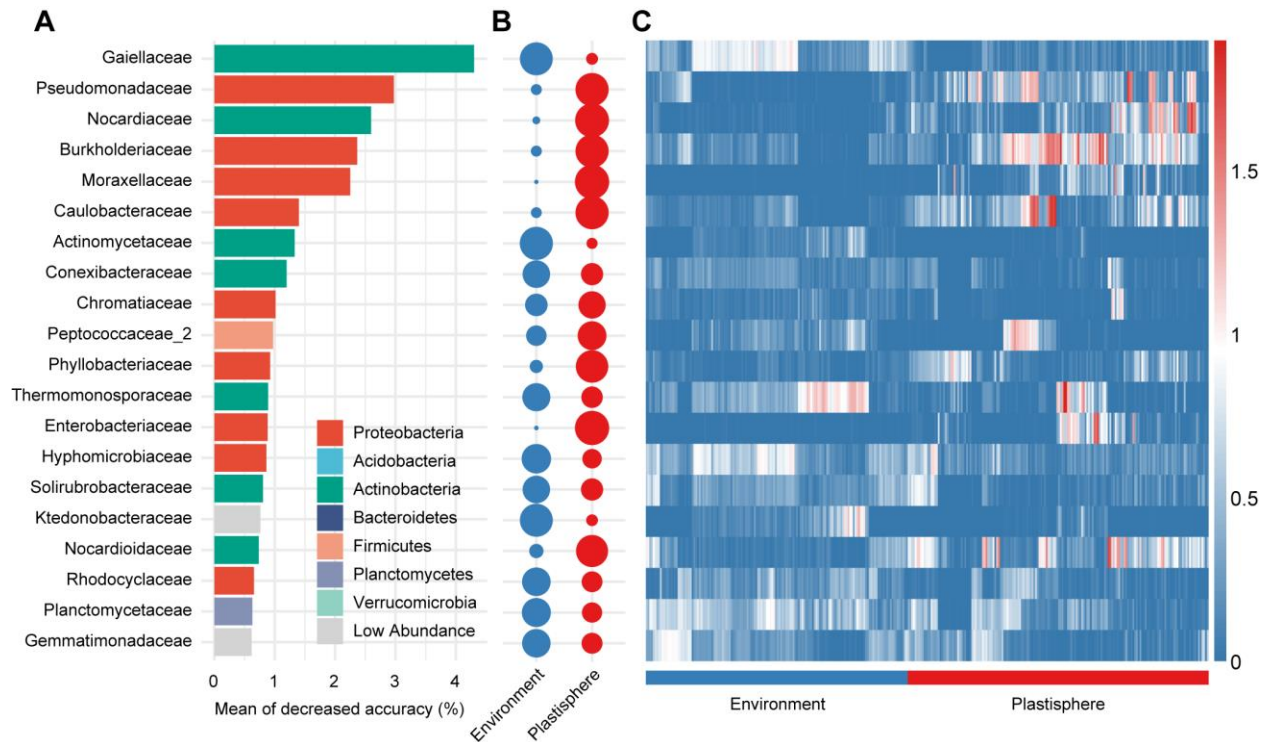 A
B
C
Gaiellaceae
Pseudomonadaceae
Nocardiaceae
Burkholderiaceae
Moraxellaceae
Caulobacteraceae
Actinomycetaceae
Conexibacteraceae
Chromatiaceae
Peptococcaceae_2
Phyllobacteriaceae
Thermomonosporaceae
Enterobacteriaceae
Hyphomicrobiaceae
Solirubrobacteraceae
Ktedonobacteraceae
Nocardioidaceae
Rhodocyclaceae
Planctomycetaceae
Gemmatimonadaceae
Proteobacteria
Acidobacteria
Actinobacteria
Bacteroidetes
Firmicutes
Planctomycetes
Verrucomicrobia
Low Abundance
0 1 2 3 4
Mean of decreased accuracy (%)
Environment
Plastisphere
1.5
1
0.5
0
Environment
Plastisphere